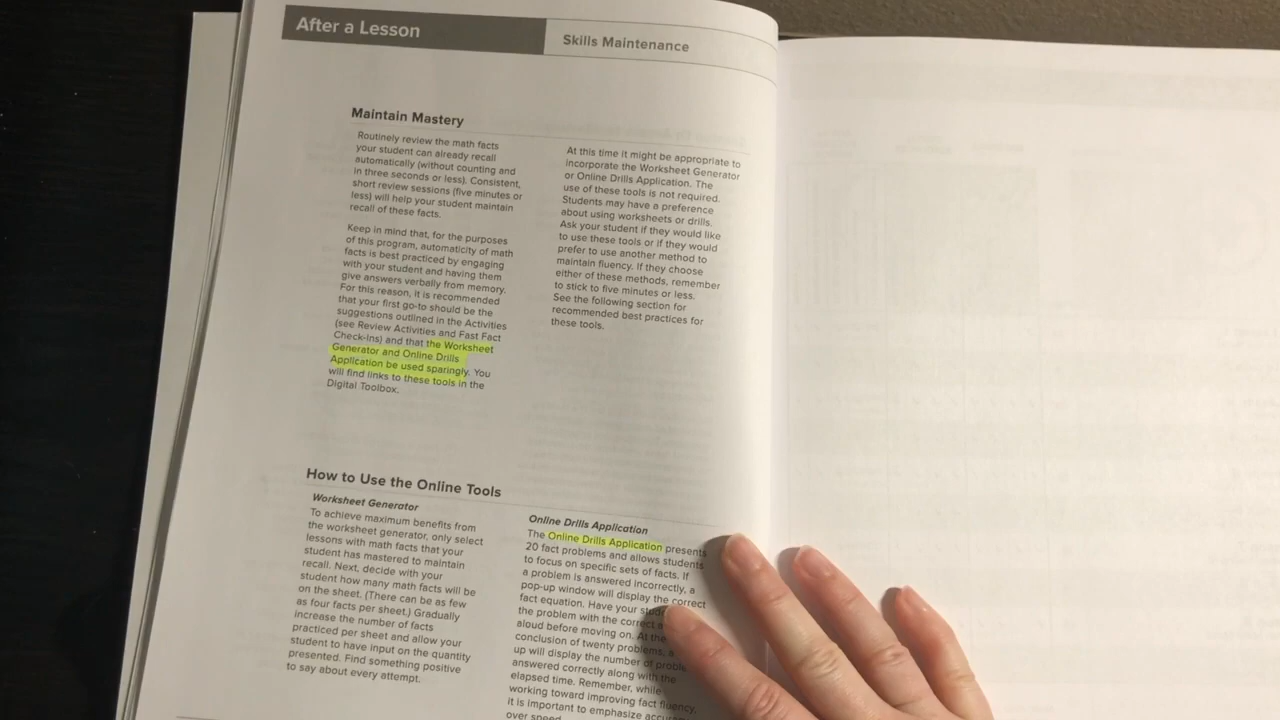 After a Lesson
Skills Maintenance
Maintain Mastery
Routinely review the math facts
your student can already recall
automatically (without counting and
in three seconds or less). Consistent,
short review sessions (five minutes or
less) will help your student maintain
recall of these facts.
Keep in mind that, for the purposes
of this program, automaticity of math
facts is best practiced by engaging
with your student and having them
give answers verbally from memory.
For this reason, it is recommended
that your first go-to should be the
suggestions outlined in the Activities
(see Review Activities and Fast Fact
Check-Ins) and that the Worksheet
Generator and Online Drills
Application be used sparingly. You
will find links to these tools in the
Digital Toolbox.
At this time it might be appropriate to
incorporate the Worksheet Generator
or Online Drills Application. The
use of these tools is not required.
Students may have a preference
about using worksheets or drills.
Ask your student if they would like
to use these tools or if they would
prefer to use another method to
maintain fluency. If they choose
either of these methods, remember
to stick to five minutes or less.
See the following section for
recommended best practices for
these tools.
How to Use the Online Tools
Worksheet Generator
To achieve maximum benefits from
the worksheet generator, only select
lessons with math facts that your
student has mastered to maintain
recall. Next, decide with your
student how many math facts will be
on the sheet. (There can be as few
as four facts per sheet.) Gradually
increase the number of facts
practiced per sheet and allow your
student to have input on the quantity
presented. Find something positive
to say about every attempt.
Online Drills Application
The Online Drills Application presents
20 fact problems and allows students
to focus on specific sets of facts. If
a problem is answered incorrectly, a
pop-up window will display the correct
fact equation. Have your
the problem with the correct
aloud before moving on. At the
conclusion of twenty problems, a
up will display the number of
answered correctly along with the
elapsed time. Remember, while
working toward improving fact fluency,
it is important to emphasize
over speed